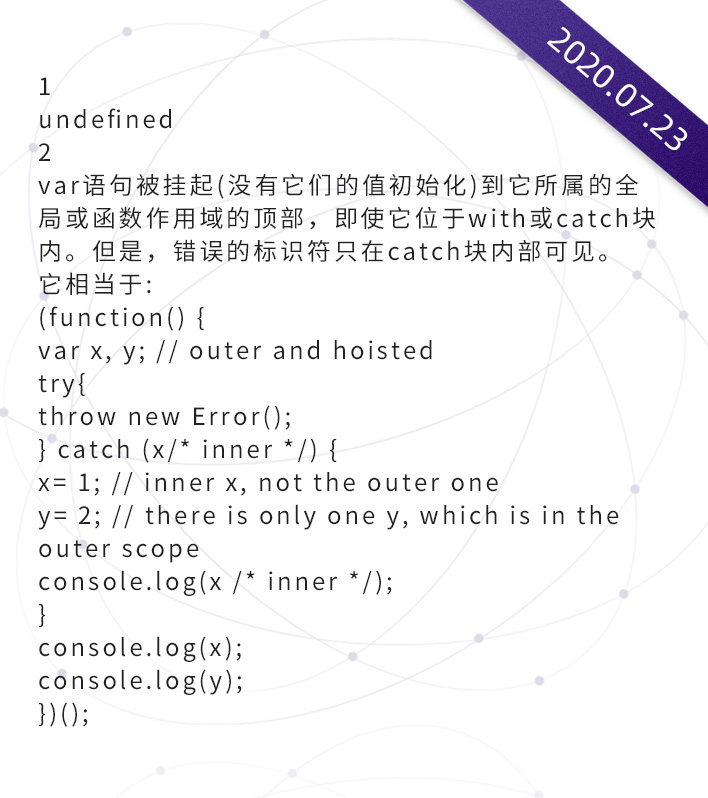 2020.07.23
1
undefined
2
var语句被挂起(没有它们的值初始化)到它所属的全
局或函数作用域的顶部，即使它位于with或catch块
内。但是，错误的标识符只在catch块内部可见。
它相当于:
(function() {
var x, y; // outer and hoisted
try{
throw new Error();
} catch (x/* inner */) {
x= 1; // inner x, not the outer one
y= 2; // there is only one y, which is in the
outer scope
console.log(x /* inner */);
}
console.log(x);
console.log(y);
})();